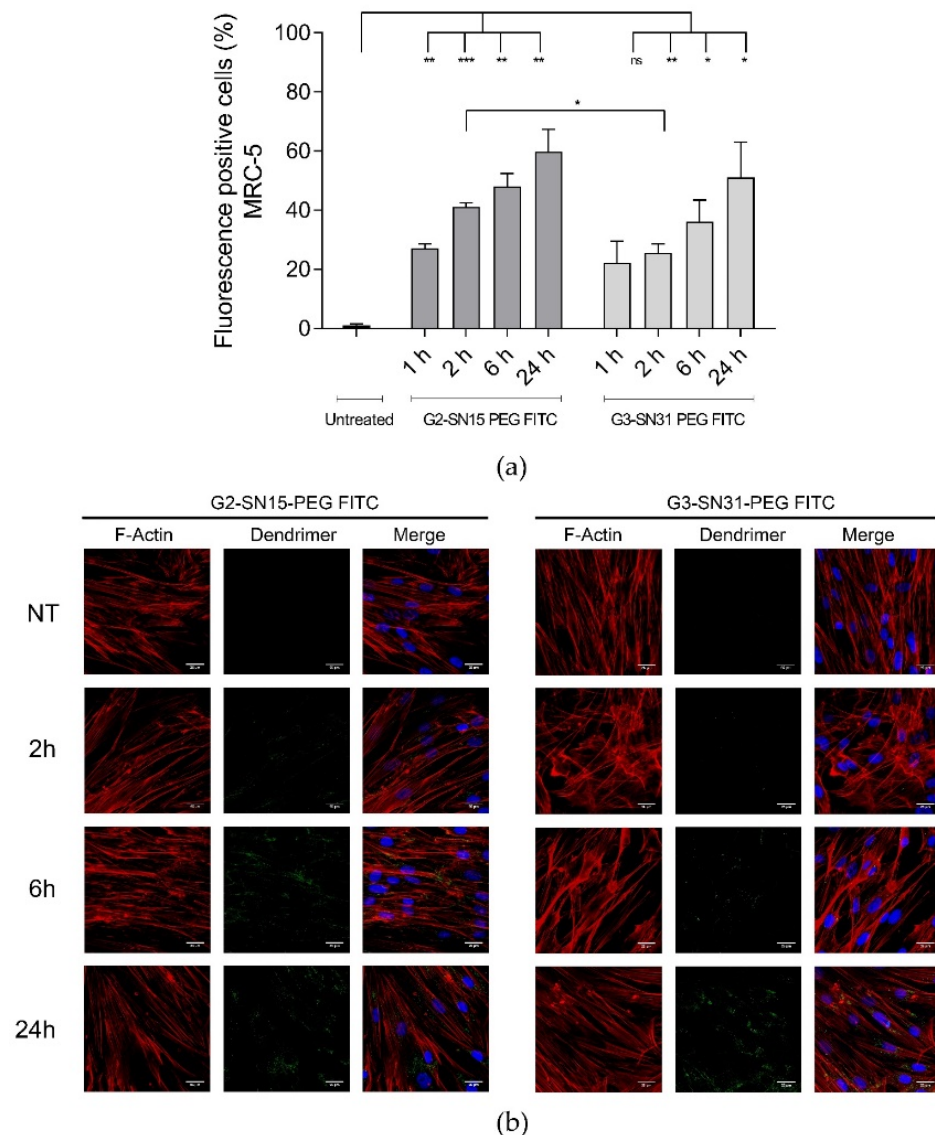 Fluorescence positive cells (%)
MRC-5
100
80
60
40
20
0
** *** ** ** ns ** * *
*
1 h 2 h 6 h 24 h 1 h 2 h 6 h 24 h
Untreated G2-SN15 PEG FITC G3-SN31 PEG FITC
(a)
G2-SN15-PEG FITC G3-SN31-PEG FITC
F-Actin Dendrimer Merge F-Actin Dendrimer Merge
NT
2h
6h
24h
(b)